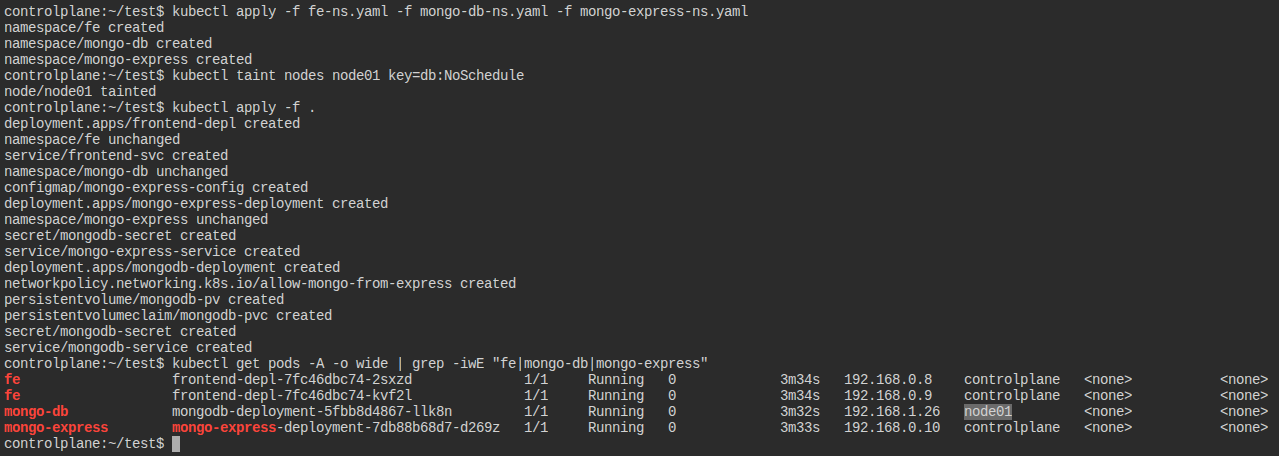 controlplane:~/test$ kubectl apply -f fe-ns.yaml -f mongo-db-ns.yaml -f mongo-express-ns.yaml
namespace/fe created
namespace/mongo-db created
namespace/mongo-express created
controlplane:~/test$ kubectl taint nodes node01 key=db:NoSchedule
node/node01 tainted
controlplane:~/test$ kubectl apply -f .
deployment.apps/frontend-depl created
namespace/fe unchanged
service/frontend-svc created
namespace/mongo-db unchanged
configmap/mongo-express-config created
deployment.apps/mongo-express-deployment created
namespace/mongo-express unchanged
secret/mongodb-secret created
service/mongo-express-service created
deployment.apps/mongodb-deployment created
networkpolicy.networking.k8s.io/allow-mongo-from-express created
persistentvolume/mongodb-pv created
persistentvolumeclaim/mongodb-pvc created
secret/mongodb-secret created
service/mongodb-service created
controlplane:~/test$ kubectl get pods -A -o wide | grep -iwE "fe|mongo-db|mongo-express"
fe frontend-depl-7fc46dbc74-2sxzd 1/1 Running 0 3m34s 192.168.0.8 controlplane <none> <none>
fe frontend-depl-7fc46dbc74-kvf2l 1/1 Running 0 3m34s 192.168.0.9 controlplane <none> <none>
mongo-db mongodb-deployment-5fbb8d4867-llk8n 1/1 Running 0 3m32s 192.168.1.26 node01 <none> <none>
mongo-express mongo-express-deployment-7db88b68d7-d269z 1/1 Running 0 3m33s 192.168.0.10 controlplane <none> <none>
controlplane:~/test$